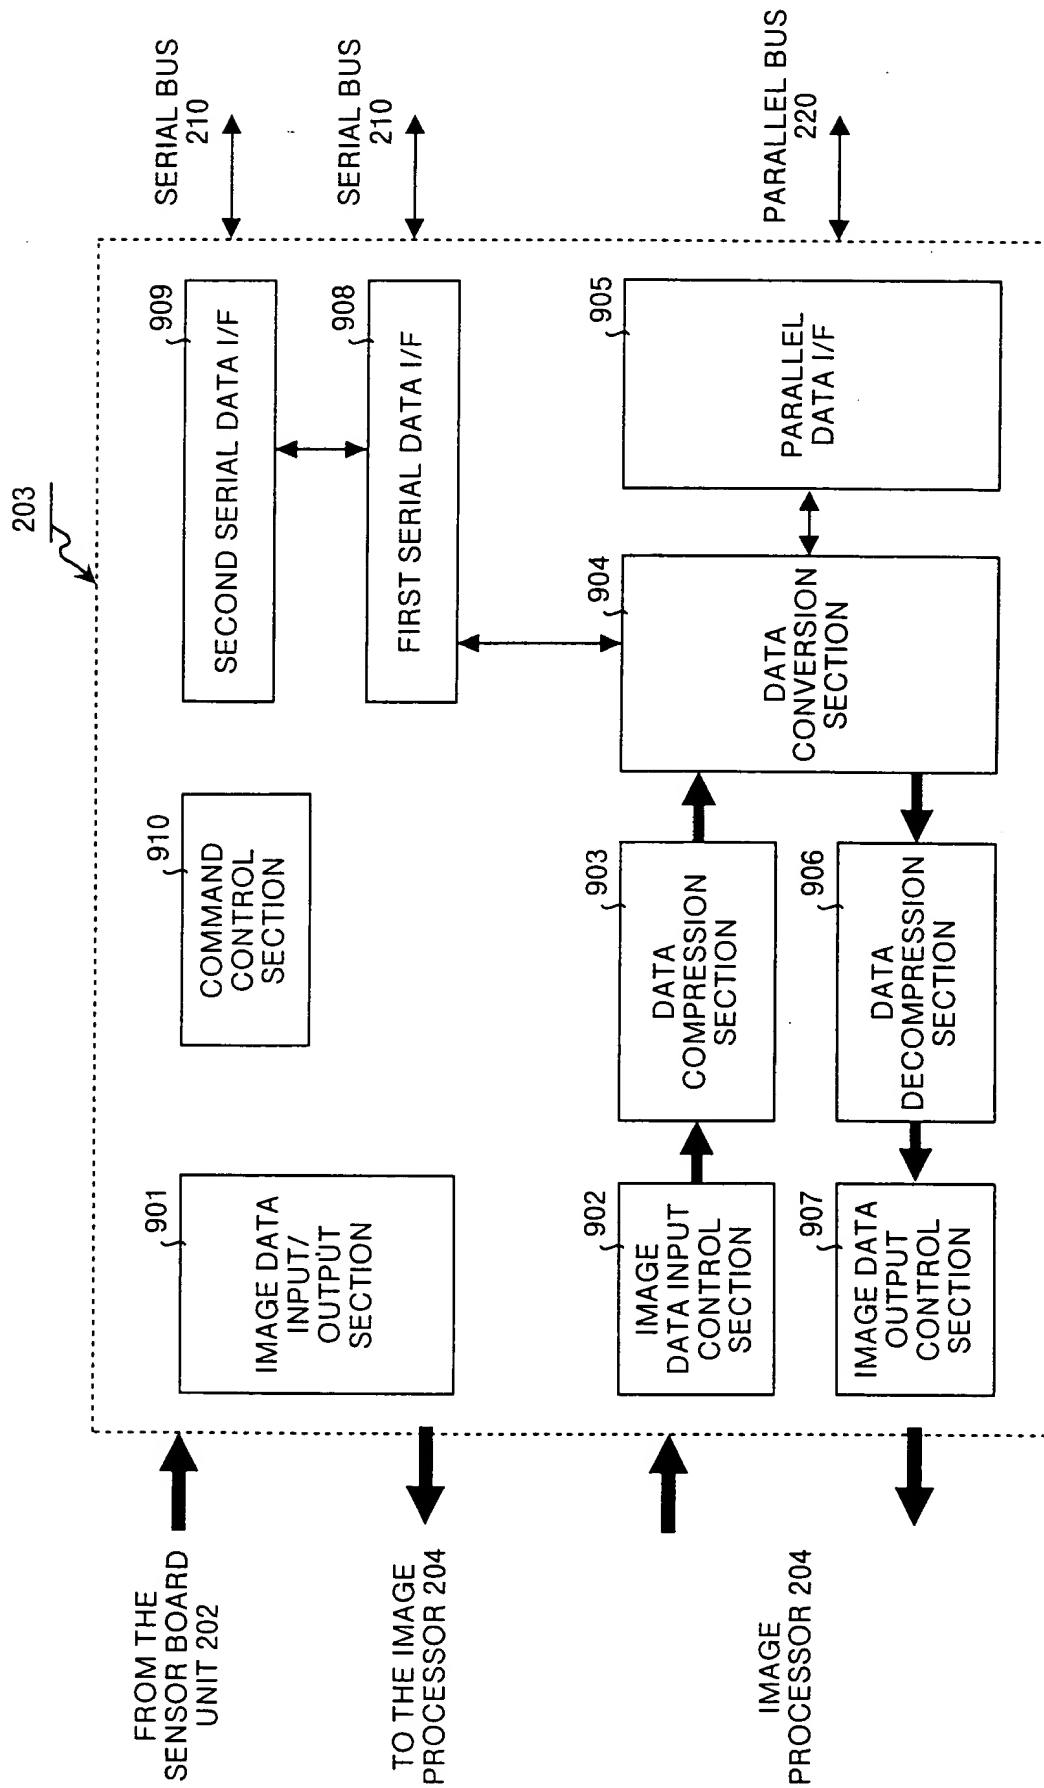 203
FROM THE
SENSOR BOARD
UNIT 202
TO THE IMAGE
PROCESSOR 204
IMAGE
PROCESSOR 204
901
IMAGE DATA
INPUT/
OUTPUT
SECTION
910
COMMAND
CONTROL
SECTION
909
SECOND SERIAL DATA I/F
908
FIRST SERIAL DATA I/F
SERIAL BUS
210
SERIAL BUS
210
902
IMAGE
DATA INPUT
CONTROL
SECTION
903
DATA
COMPRESSION
SECTION
904
DATA
CONVERSION
SECTION
905
PARALLEL
DATA I/F
PARALLEL BUS
220
907
IMAGE DATA
OUTPUT
CONTROL
SECTION
906
DATA
DECOMPRESSION
SECTION